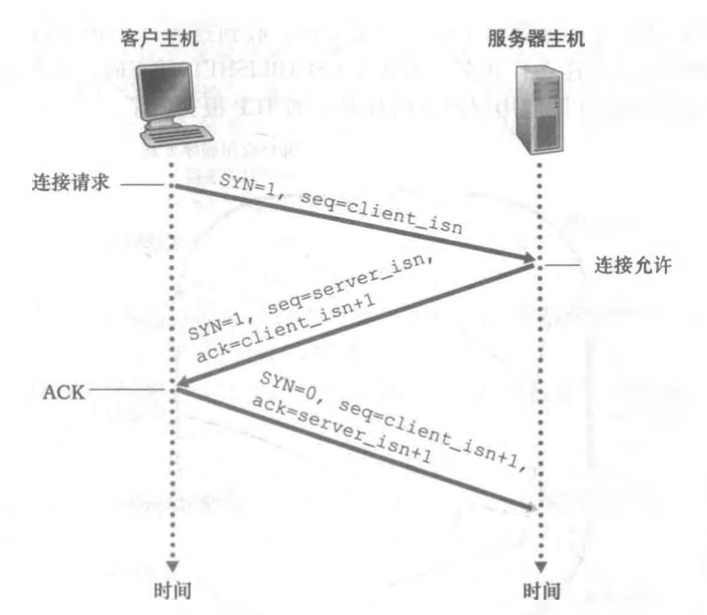 客户主机
服务器主机
连接请求
SYN=1, seq=client_isn
连接允许
SYN=1, seq=server_isn,
ack=client_isn+1
ACK
SYN=0, seq=client_isn+1,
ack=server_isn+1
时间
时间